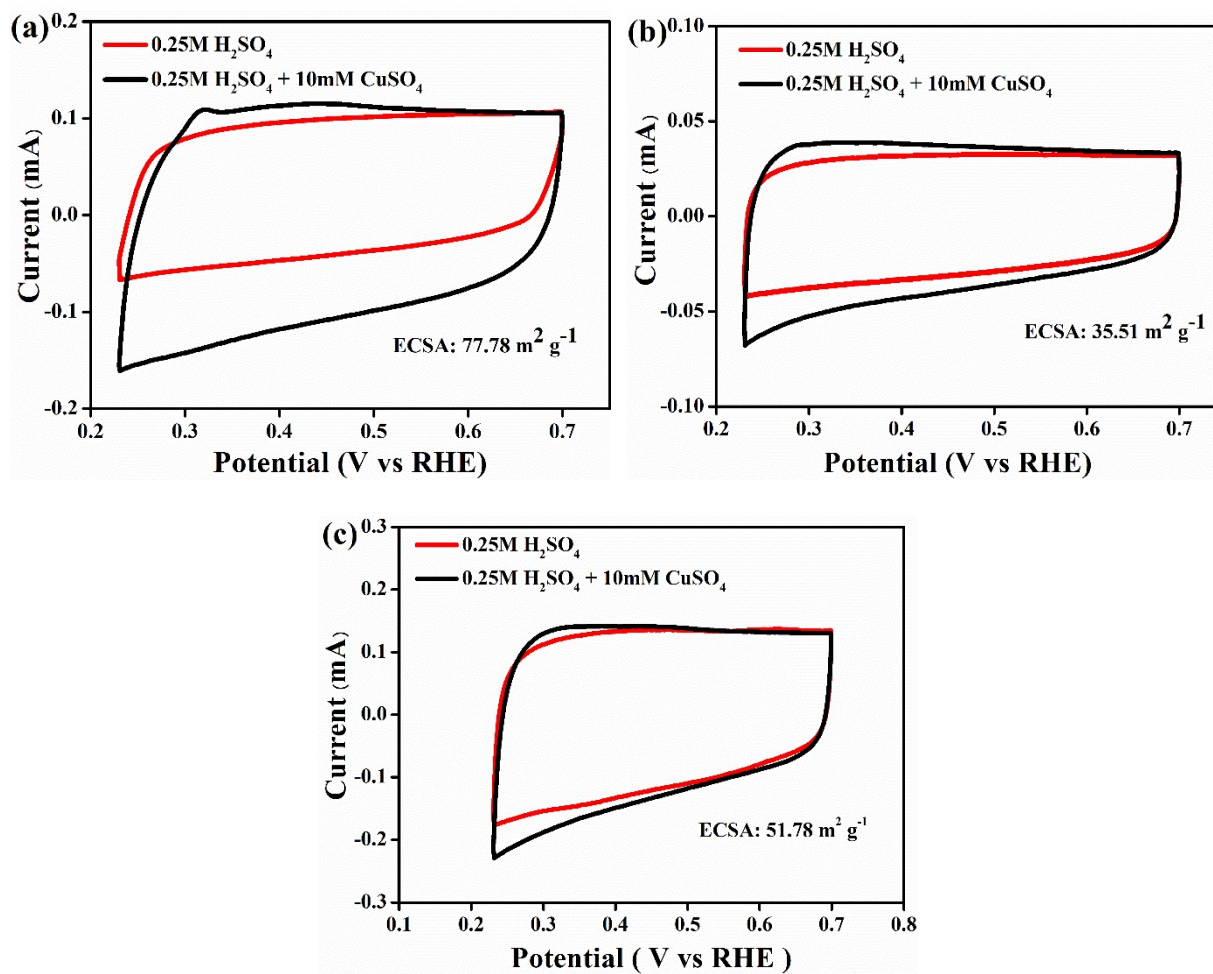 (a)
0.25M H₂SO₄
0.25M H₂SO₄ + 10mM CuSO₄
0.2
0.1
0.0
-0.1
-0.2
Current (mA)
ECSA: 77.78 m² g⁻¹
0.2 0.3 0.4 0.5 0.6 0.7
Potential (V vs RHE)
(b)
0.25M H₂SO₄
0.25M H₂SO₄ + 10mM CuSO₄
0.10
0.05
0.00
-0.05
-0.10
Current (mA)
ECSA: 35.51 m² g⁻¹
0.2 0.3 0.4 0.5 0.6 0.7
Potential (V vs RHE)
(c)
0.25M H₂SO₄
0.25M H₂SO₄ + 10mM CuSO₄
0.3
0.2
0.1
0.0
-0.1
-0.2
-0.3
Current (mA)
ECSA: 51.78 m² g⁻¹
0.1 0.2 0.3 0.4 0.5 0.6 0.7 0.8
Potential ( V vs RHE )